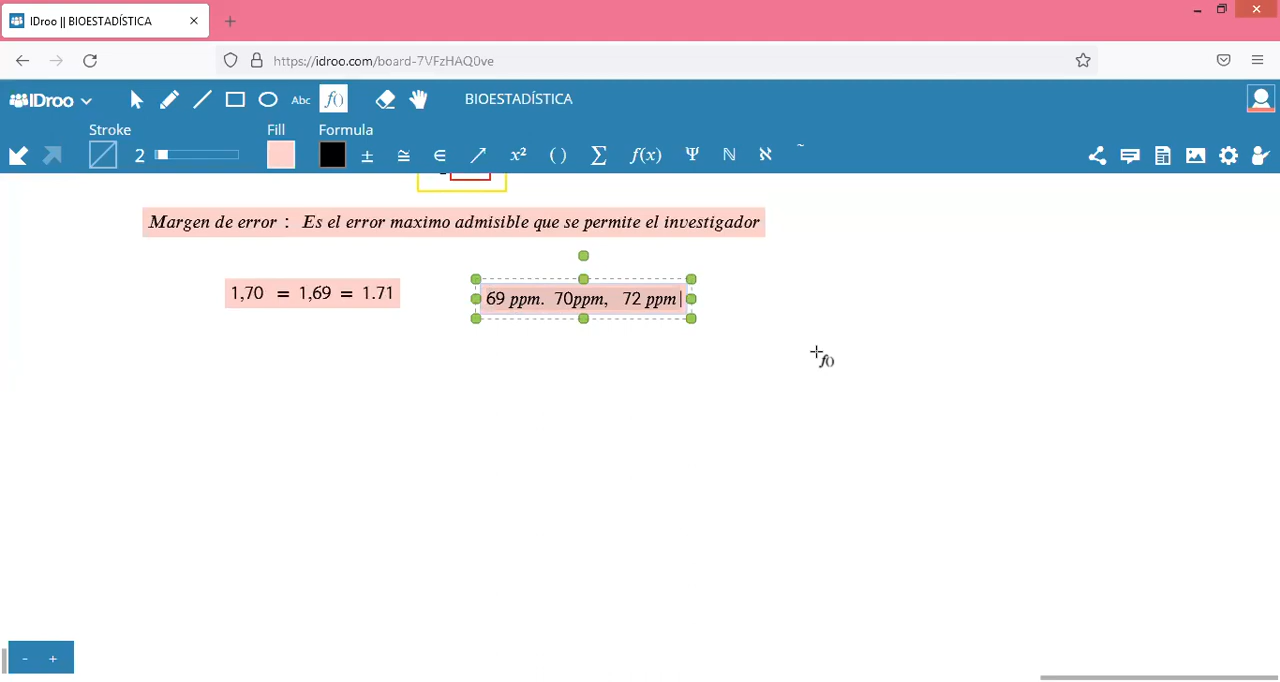 IDroo || BIOESTADÍSTICA
https://idroo.com/board-7VFzHAQ0ve
IDroo Abc f() BIOESTADÍSTICA
Stroke Fill Formula
2 ± ≅ ∈ x² ( ) ∑ f(x) Ψ ℕ ℵ ~
Margen de error : Es el error maximo admisible que se permite el investigador
1,70 = 1,69 = 1.71
69 ppm. 70ppm, 72 ppm
f()
- +